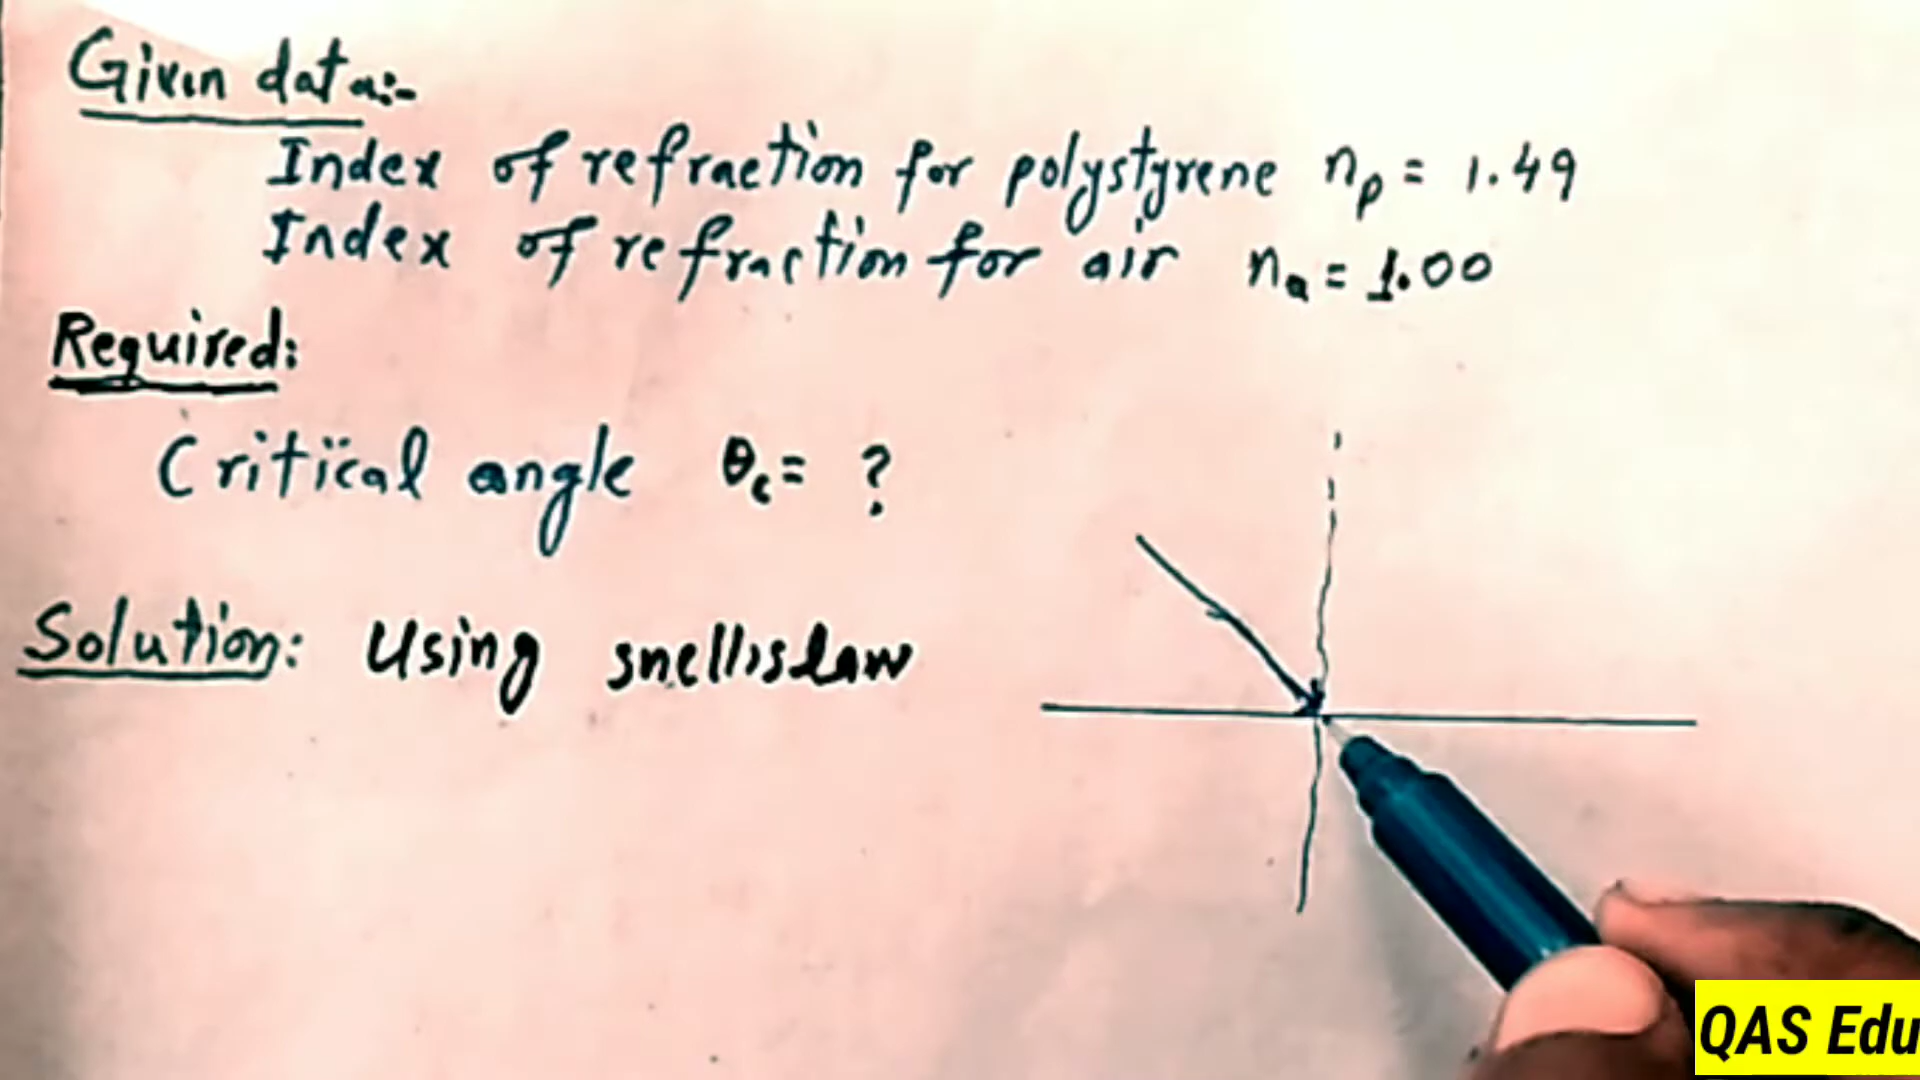 Given data:-
Index of refraction for polystyrene np = 1.49
Index of refraction for air na = 1.00
Required:
Critical angle θc = ?
Solution: Using snell's law
QAS Edu